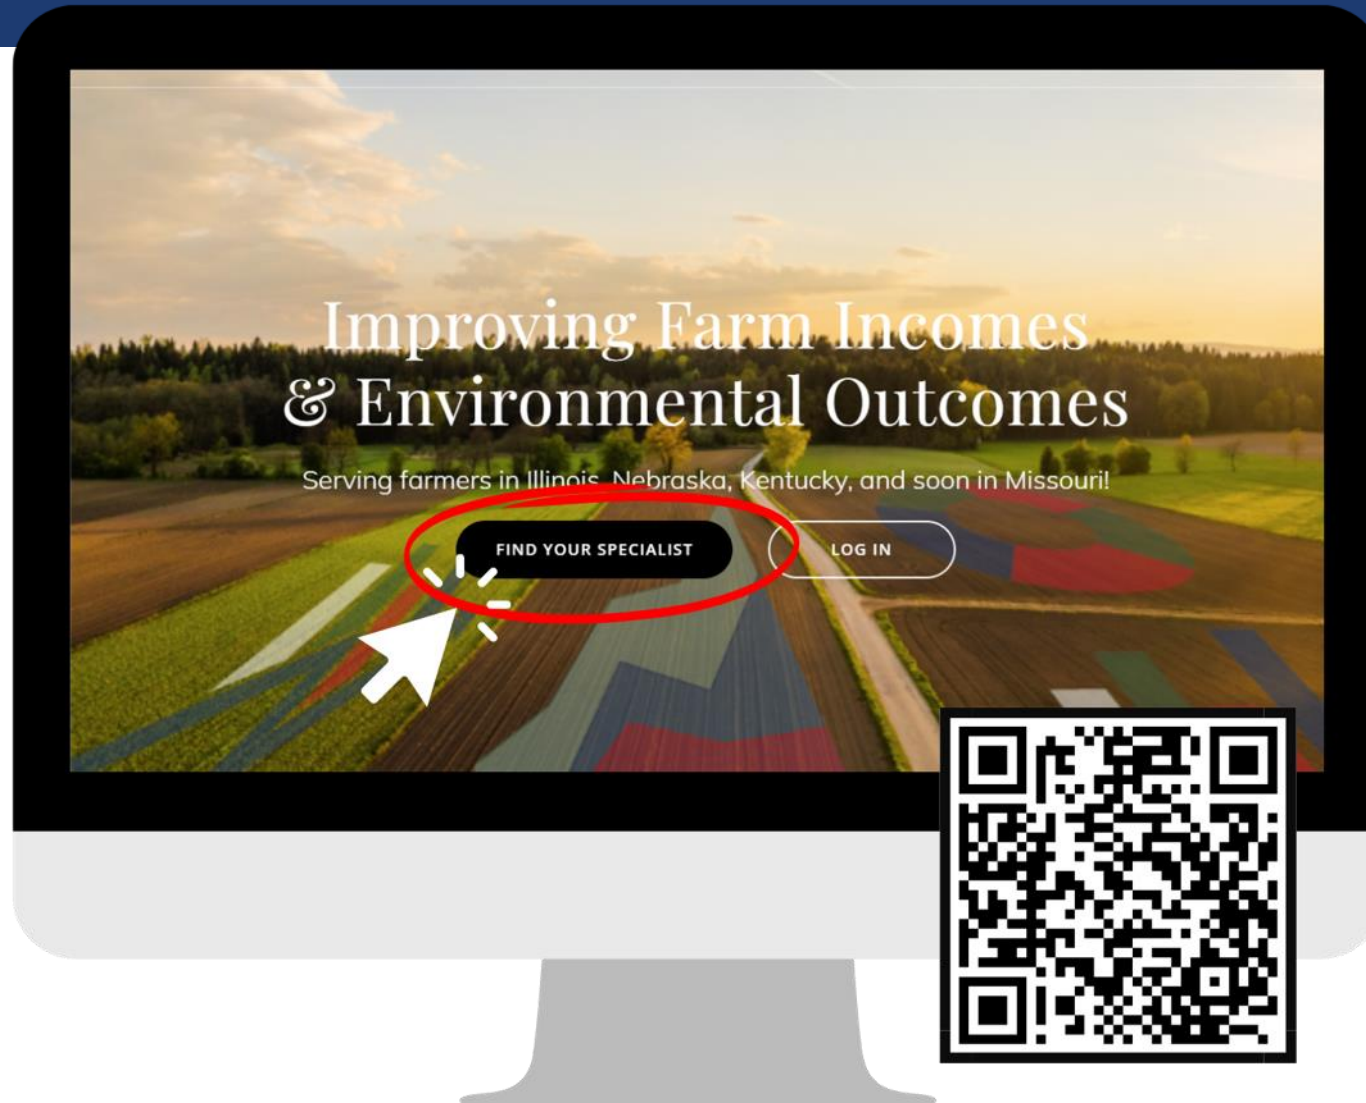 Improving Farm Incomes
& Environmental Outcomes
Serving farmers in Illinois, Nebraska, Kentucky, and soon in Missouri!
FIND YOUR SPECIALIST
LOG IN